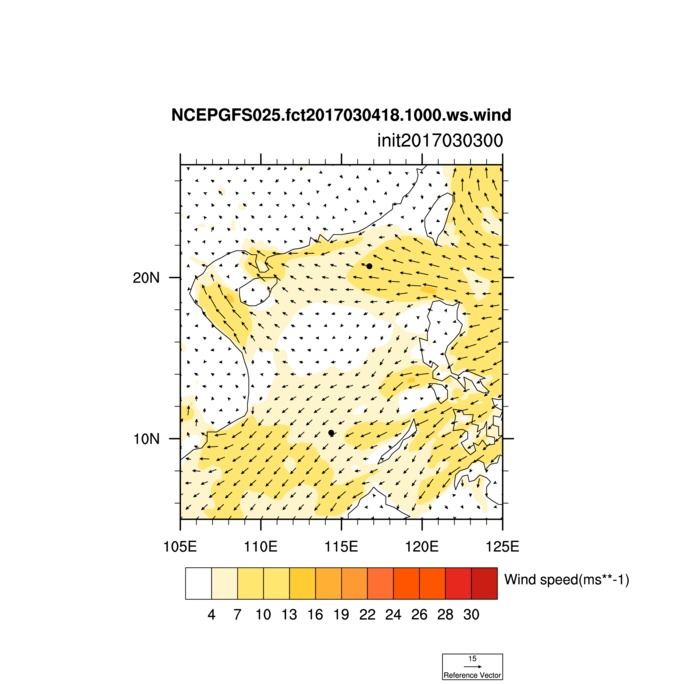 NCEPGFS025.fct2017030418.1000.ws.wind
init2017030300
20N
10N
105E 110E 115E 120E 125E
Wind speed(ms**-1)
4 7 10 13 16 19 22 24 26 28 30
15
Reference Vector